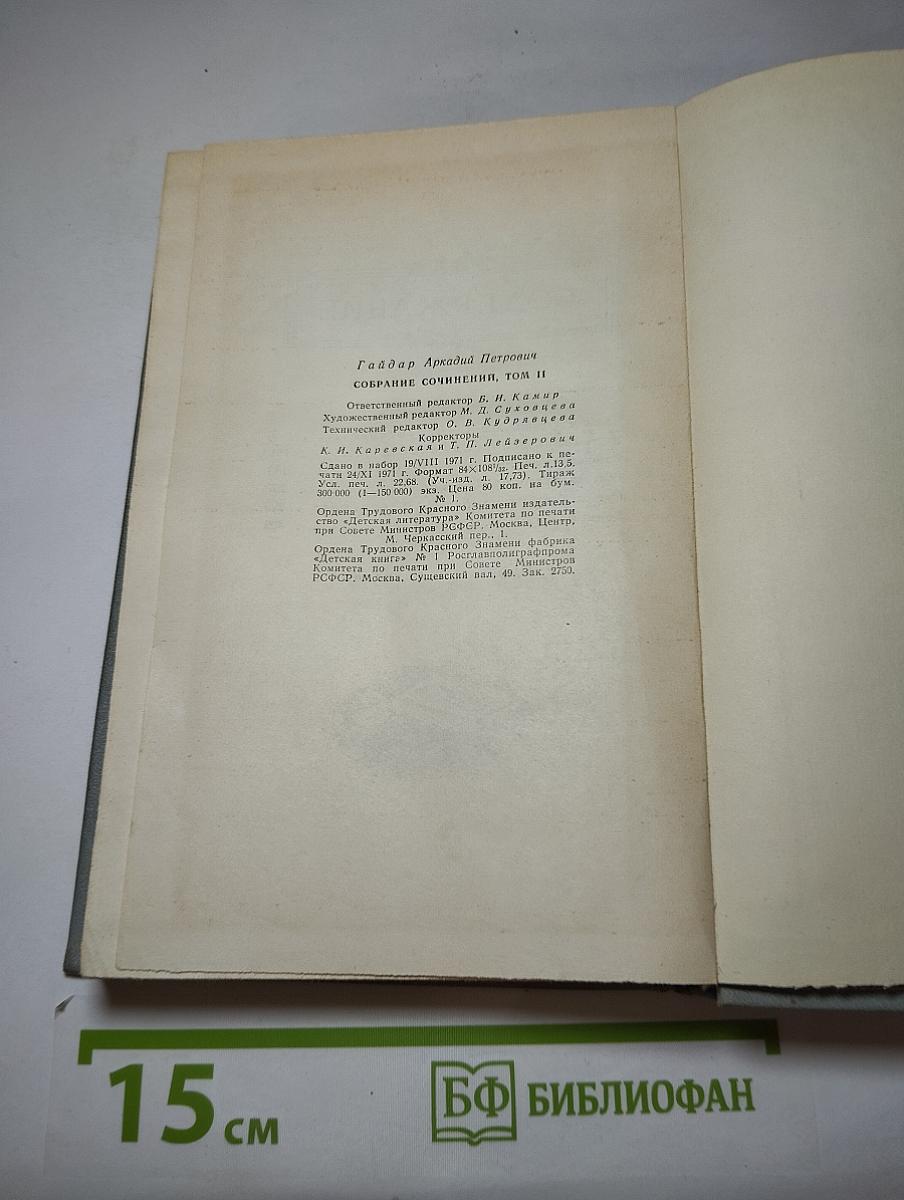 Гайдар Аркадий Петрович
СОБРАНИЕ СОЧИНЕНИЙ, ТОМ II
Ответственный редактор Б. И. Камир
Художественный редактор М. Д. Суховцева
Технический редактор О. В. Кудрявцева
Корректоры
К. И. Каревская и Т. П. Лейзерович
Сдано в набор 19/VIII 1971 г. Подписано к пе-
чати 24/XI 1971 г. Формат 84×108¹/₃₂. Печ. л.13,5.
Усл. печ. л. 22,68. (Уч.-изд. л. 17,73). Тираж
300 000 (1—150 000) экз. Цена 80 коп. на бум.
№ 1.
Ордена Трудового Красного Знамени издатель-
ство «Детская литература» Комитета по печати
при Совете Министров РСФСР. Москва, Центр,
М. Черкасский пер., 1.
Ордена Трудового Красного Знамени фабрика
«Детская книга» № 1 Росглавполиграфпрома
Комитета по печати при Совете Министров
РСФСР. Москва, Сущевский вал, 49. Зак. 2750.
15 см
БФ БИБЛИОФАН